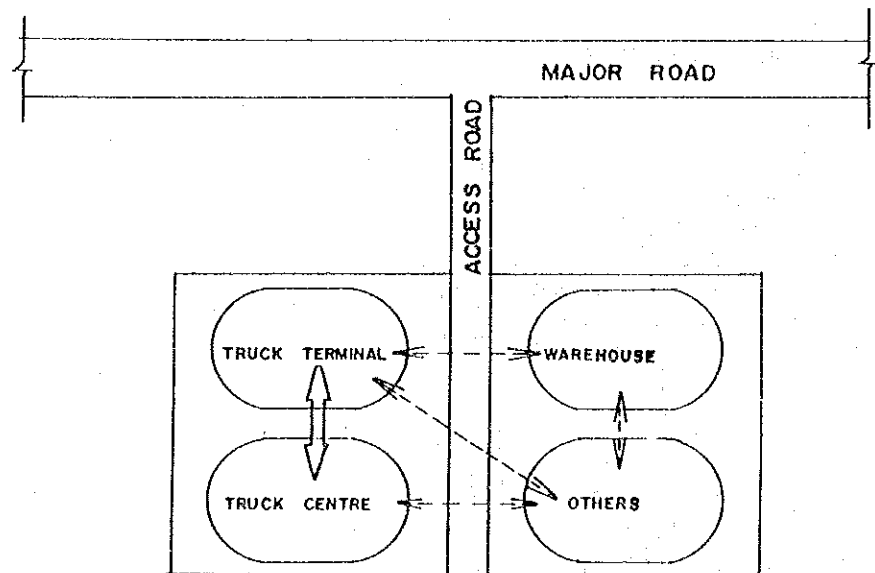 MAJOR ROAD
ACCESS ROAD
TRUCK TERMINAL
WAREHOUSE
TRUCK CENTRE
OTHERS